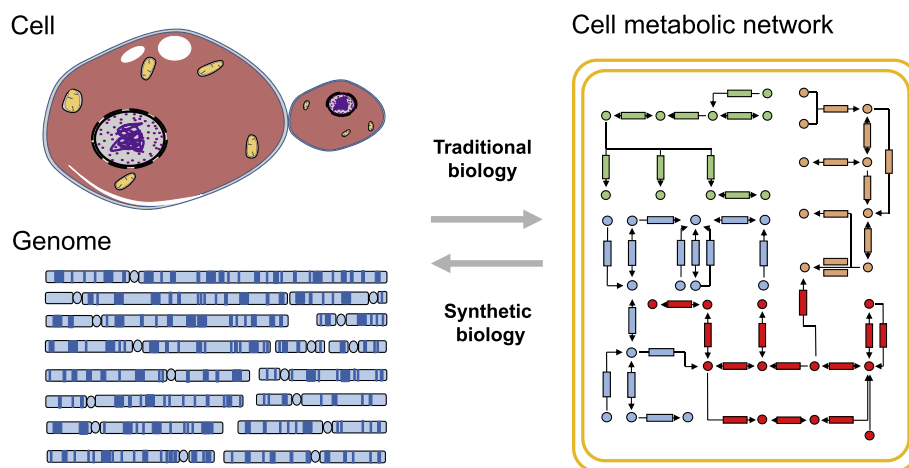 Cell
Cell metabolic network
Traditional
biology
Genome
Synthetic
biology